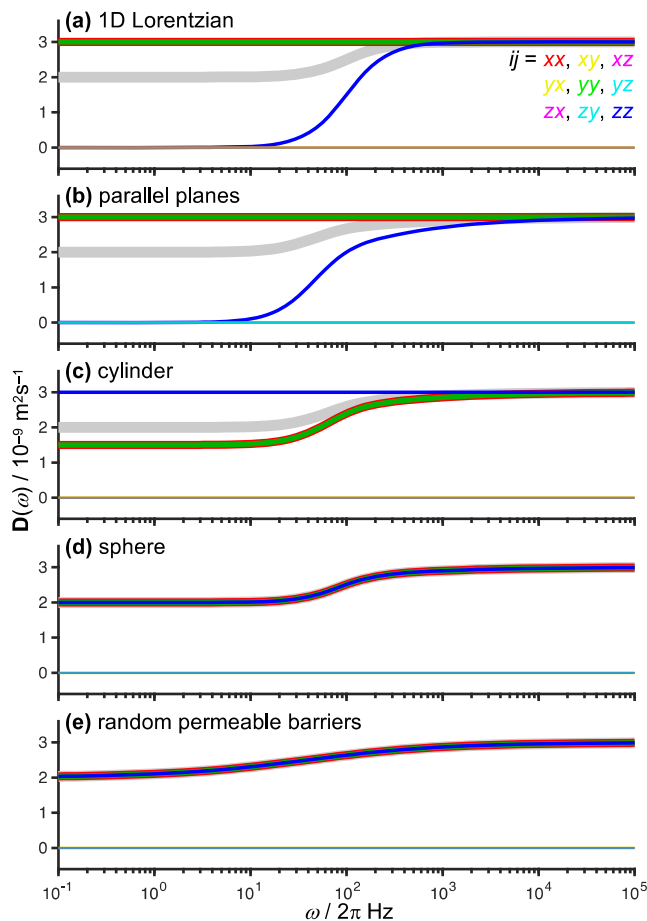 (a) 1D Lorentzian
3
2
1
0
ij = xx, xy, xz
yx, yy, yz
zx, zy, zz
(b) parallel planes
3
2
1
0
(c) cylinder
3
2
1
0
D(ω) / 10⁻⁹ m²s⁻¹
(d) sphere
3
2
1
0
(e) random permeable barriers
3
2
1
0
10⁻¹ 10⁰ 10¹ 10² 10³ 10⁴ 10⁵
ω / 2π Hz